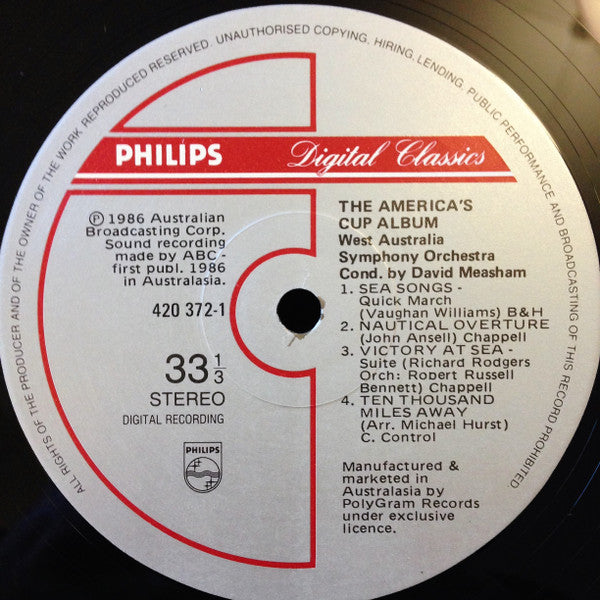 ALL RIGHTS OF THE PRODUCER AND OF THE OWNER OF THE WORK REPRODUCED RESERVED. UNAUTHORISED COPYING, HIRING, LENDING, PUBLIC PERFORMANCE AND BROADCASTING OF THIS RECORD PROHIBITED
PHILIPS
Digital Classics
℗ 1986 Australian
Broadcasting Corp.
Sound recording
made by ABC -
first publ. 1986
in Australasia.
420 372-1
33 1/3
STEREO
DIGITAL RECORDING
PHILIPS
THE AMERICA'S
CUP ALBUM
West Australia
Symphony Orchestra
Cond. by David Measham
1. SEA SONGS -
Quick March
(Vaughan Williams) B&H
2. NAUTICAL OVERTURE
(John Ansell) Chappell
3. VICTORY AT SEA -
Suite (Richard Rodgers
Orch: Robert Russell
Bennett) Chappell
4. TEN THOUSAND
MILES AWAY
(Arr. Michael Hurst)
C. Control
Manufactured &
marketed in
Australasia by
PolyGram Records
under exclusive
licence.